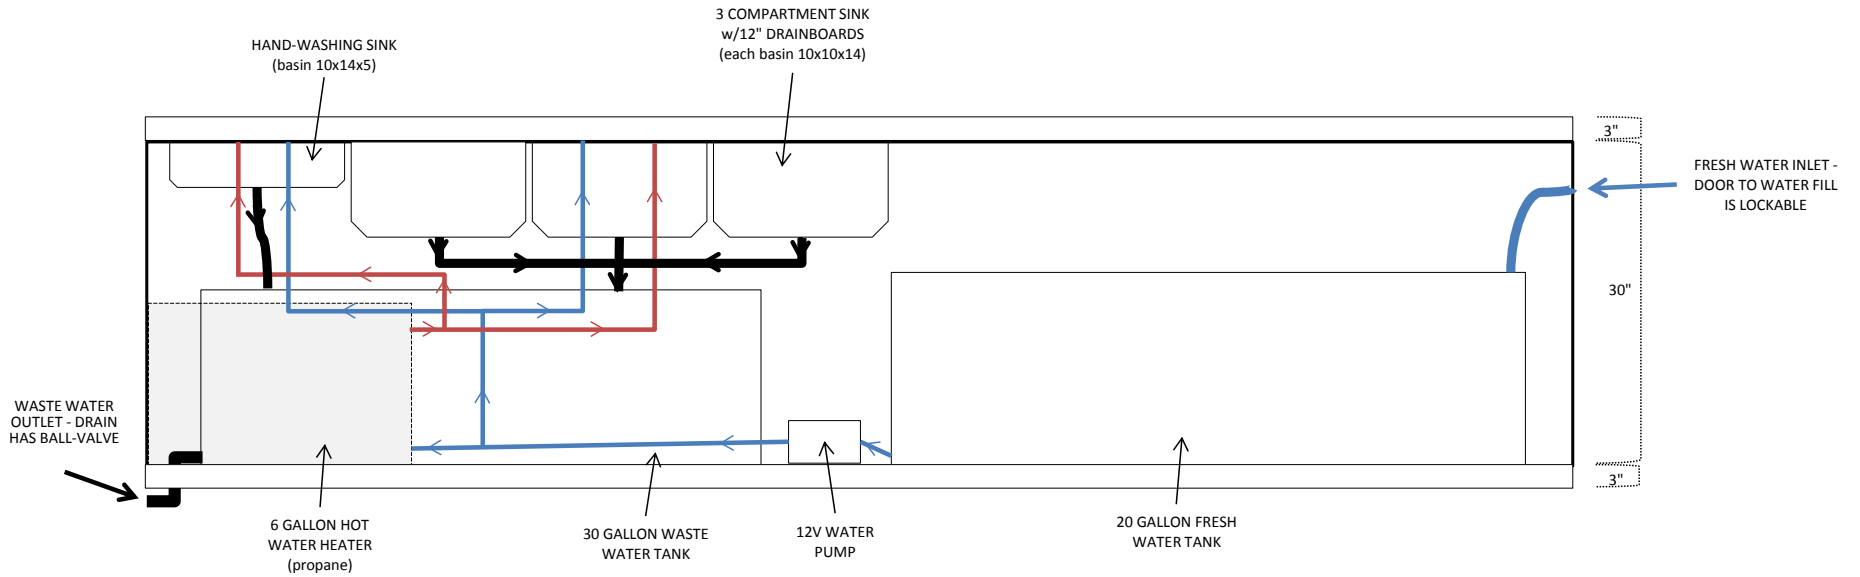 3 COMPARTMENT SINK
w/12" DRAINBOARDS
(each basin 10x10x14)
HAND-WASHING SINK
(basin 10x14x5)
3"
FRESH WATER INLET -
DOOR TO WATER FILL
IS LOCKABLE
30"
WASTE WATER
OUTLET - DRAIN
HAS BALL-VALVE
3"
6 GALLON HOT
WATER HEATER
(propane)
30 GALLON WASTE
WATER TANK
12V WATER
PUMP
20 GALLON FRESH
WATER TANK